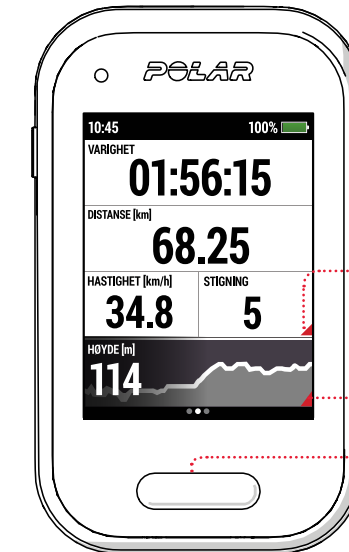 POLAR
10:45 100%
VARIGHET
01:56:15
DISTANSE [km]
68.25
HASTIGHET [km/h] STIGNING
34.8 5
HØYDE [m]
114